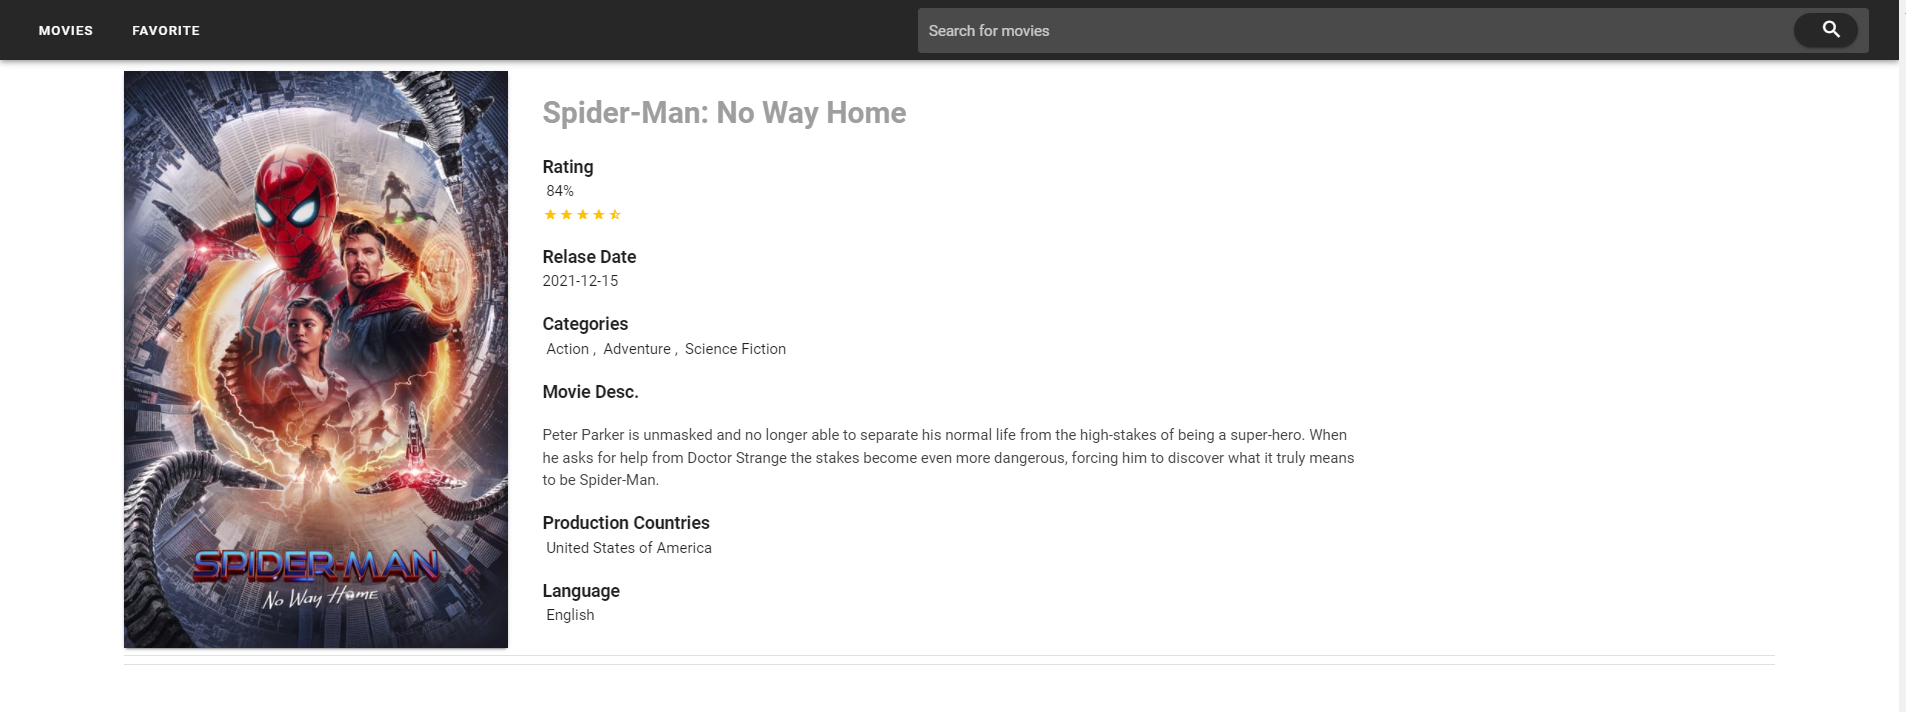 MOVIES FAVORITE Search for movies
Spider-Man: No Way Home
Rating
84%
Relase Date
2021-12-15
Categories
Action , Adventure , Science Fiction
Movie Desc.
Peter Parker is unmasked and no longer able to separate his normal life from the high-stakes of being a super-hero. When
he asks for help from Doctor Strange the stakes become even more dangerous, forcing him to discover what it truly means
to be Spider-Man.
Production Countries
United States of America
Language
English
SPIDER-MAN
No Way Home